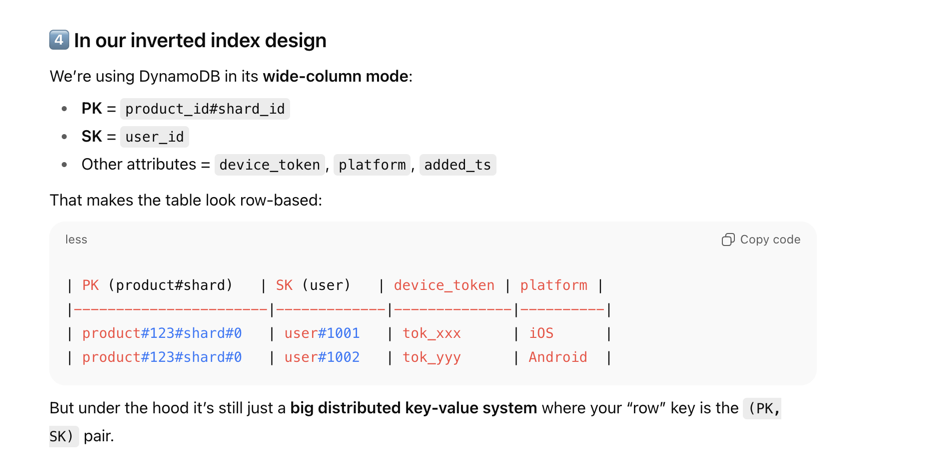 4 In our inverted index design
We’re using DynamoDB in its wide-column mode:
• PK = product_id#shard_id
• SK = user_id
• Other attributes = device_token, platform, added_ts
That makes the table look row-based:
less Copy code
| PK (product#shard)   | SK (user)   | device_token | platform |
|-----------------------|-------------|--------------|----------|
| product#123#shard#0   | user#1001   | tok_xxx      | iOS      |
| product#123#shard#0   | user#1002   | tok_yyy      | Android  |
But under the hood it’s still just a big distributed key-value system where your “row” key is the (PK,
SK) pair.